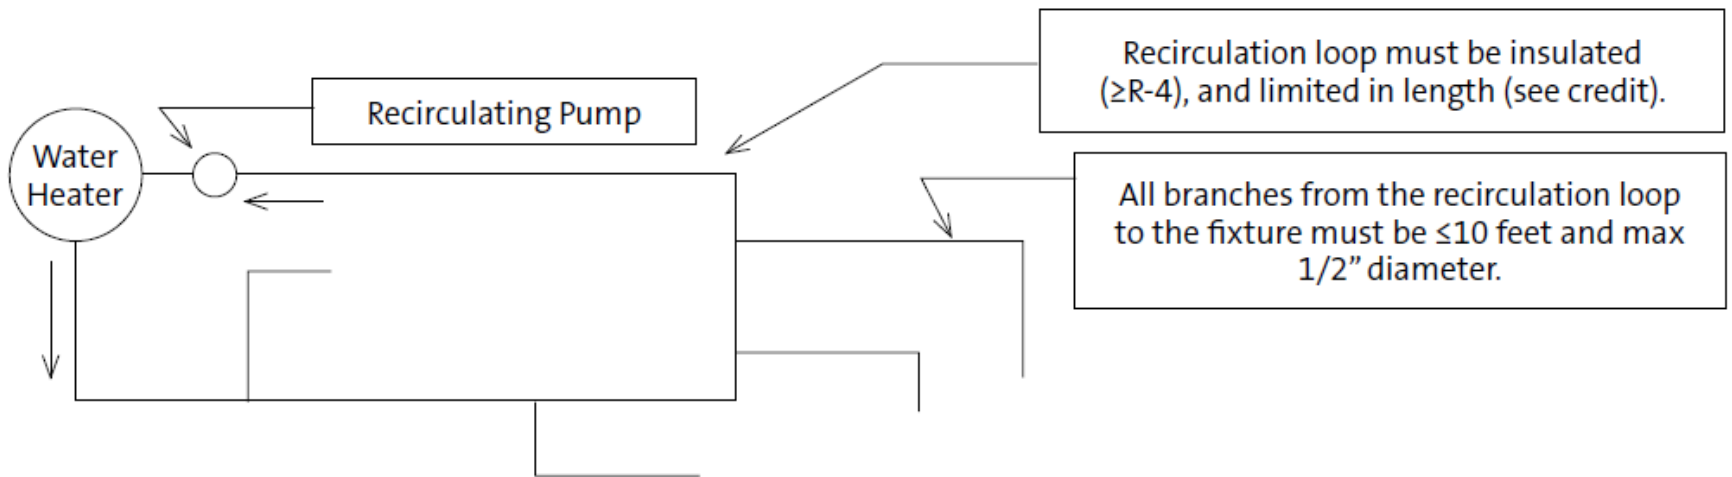 Recirculation loop must be insulated
(≥R-4), and limited in length (see credit).
Recirculating Pump
Water
Heater
All branches from the recirculation loop
to the fixture must be ≤10 feet and max
1/2” diameter.